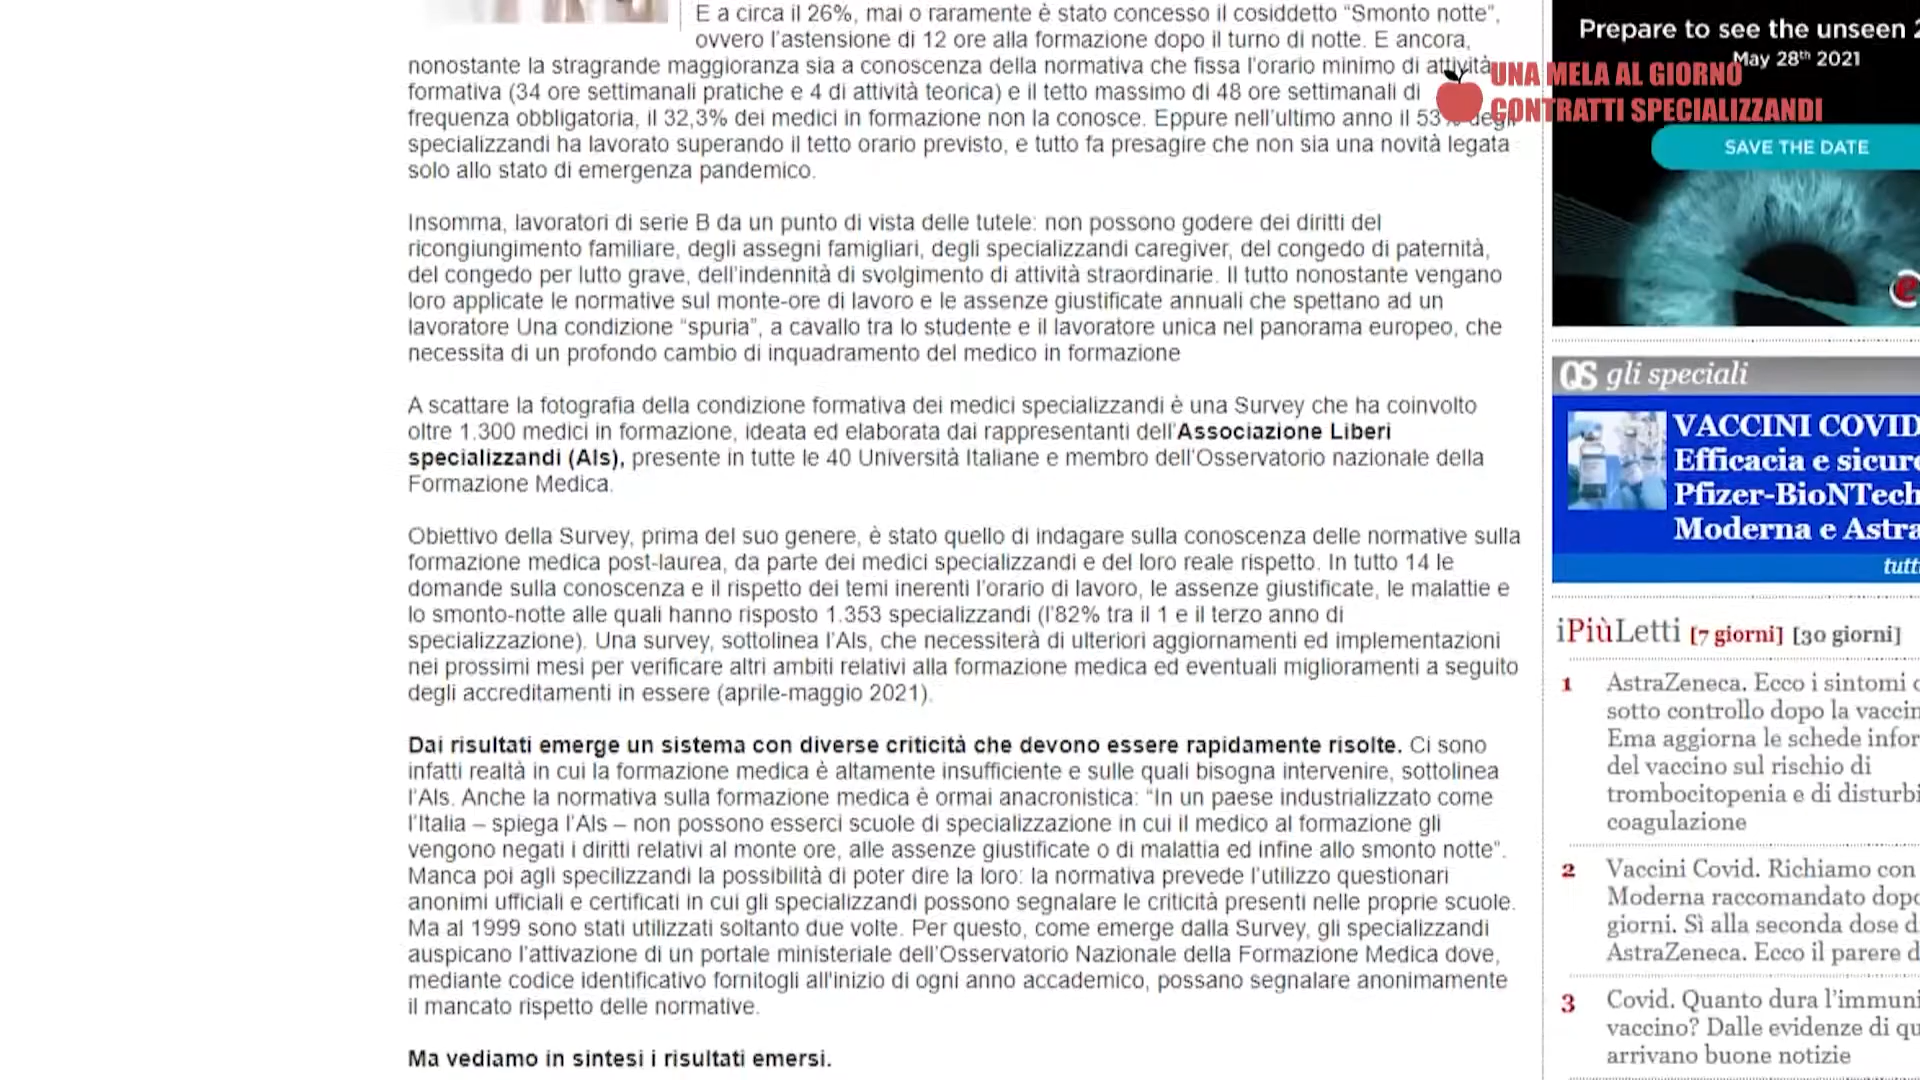 E a circa il 26%, mai o raramente è stato concesso il cosiddetto “Smonto notte”,
ovvero l’astensione di 12 ore alla formazione dopo il turno di notte. E ancora,
nonostante la stragrande maggioranza sia a conoscenza della normativa che fissa l’orario minimo di attività
formativa (34 ore settimanali pratiche e 4 di attività teorica) e il tetto massimo di 48 ore settimanali di
frequenza obbligatoria, il 32,3% dei medici in formazione non la conosce. Eppure nell’ultimo anno il 53% degli
specializzandi ha lavorato superando il tetto orario previsto, e tutto fa presagire che non sia una novità legata
solo allo stato di emergenza pandemico.
Insomma, lavoratori di serie B da un punto di vista delle tutele: non possono godere dei diritti del
ricongiungimento familiare, degli assegni famigliari, degli specializzandi caregiver, del congedo di paternità,
del congedo per lutto grave, dell’indennità di svolgimento di attività straordinarie. Il tutto nonostante vengano
loro applicate le normative sul monte-ore di lavoro e le assenze giustificate annuali che spettano ad un
lavoratore Una condizione “spuria”, a cavallo tra lo studente e il lavoratore unica nel panorama europeo, che
necessita di un profondo cambio di inquadramento del medico in formazione
A scattare la fotografia della condizione formativa dei medici specializzandi è una Survey che ha coinvolto
oltre 1.300 medici in formazione, ideata ed elaborata dai rappresentanti dell’Associazione Liberi
specializzandi (Als), presente in tutte le 40 Università Italiane e membro dell’Osservatorio nazionale della
Formazione Medica.
Obiettivo della Survey, prima del suo genere, è stato quello di indagare sulla conoscenza delle normative sulla
formazione medica post-laurea, da parte dei medici specializzandi e del loro reale rispetto. In tutto 14 le
domande sulla conoscenza e il rispetto dei temi inerenti l’orario di lavoro, le assenze giustificate, le malattie e
lo smonto-notte alle quali hanno risposto 1.353 specializzandi (l’82% tra il 1 e il terzo anno di
specializzazione). Una survey, sottolinea l’Als, che necessiterà di ulteriori aggiornamenti ed implementazioni
nei prossimi mesi per verificare altri ambiti relativi alla formazione medica ed eventuali miglioramenti a seguito
degli accreditamenti in essere (aprile-maggio 2021).
Dai risultati emerge un sistema con diverse criticità che devono essere rapidamente risolte. Ci sono
infatti realtà in cui la formazione medica è altamente insufficiente e sulle quali bisogna intervenire, sottolinea
l’Als. Anche la normativa sulla formazione medica è ormai anacronistica: “In un paese industrializzato come
l’Italia – spiega l’Als – non possono esserci scuole di specializzazione in cui il medico al formazione gli
vengono negati i diritti relativi al monte ore, alle assenze giustificate o di malattia ed infine allo smonto notte”.
Manca poi agli specilizzandi la possibilità di poter dire la loro: la normativa prevede l’utilizzo questionari
anonimi ufficiali e certificati in cui gli specializzandi possono segnalare le criticità presenti nelle proprie scuole.
Ma al 1999 sono stati utilizzati soltanto due volte. Per questo, come emerge dalla Survey, gli specializzandi
auspicano l’attivazione di un portale ministeriale dell’Osservatorio Nazionale della Formazione Medica dove,
mediante codice identificativo fornitogli all'inizio di ogni anno accademico, possano segnalare anonimamente
il mancato rispetto delle normative.
Ma vediamo in sintesi i risultati emersi.
Prepare to see the unseen 2
May 28th 2021
UNA MELA AL GIORNO
CONTRATTI SPECIALIZZANDI
SAVE THE DATE
QS gli speciali
VACCINI COVID
Efficacia e sicure
Pfizer-BioNTech
Moderna e Astra
tutti
iPiùLetti [7 giorni] [30 giorni]
1 AstraZeneca. Ecco i sintomi
sotto controllo dopo la vaccin
Ema aggiorna le schede infor
del vaccino sul rischio di
trombocitopenia e di disturbi
coagulazione
2 Vaccini Covid. Richiamo con
Moderna raccomandato dopo
giorni. Sì alla seconda dose d
AstraZeneca. Ecco il parere d
3 Covid. Quanto dura l’immuni
vaccino? Dalle evidenze di qu
arrivano buone notizie